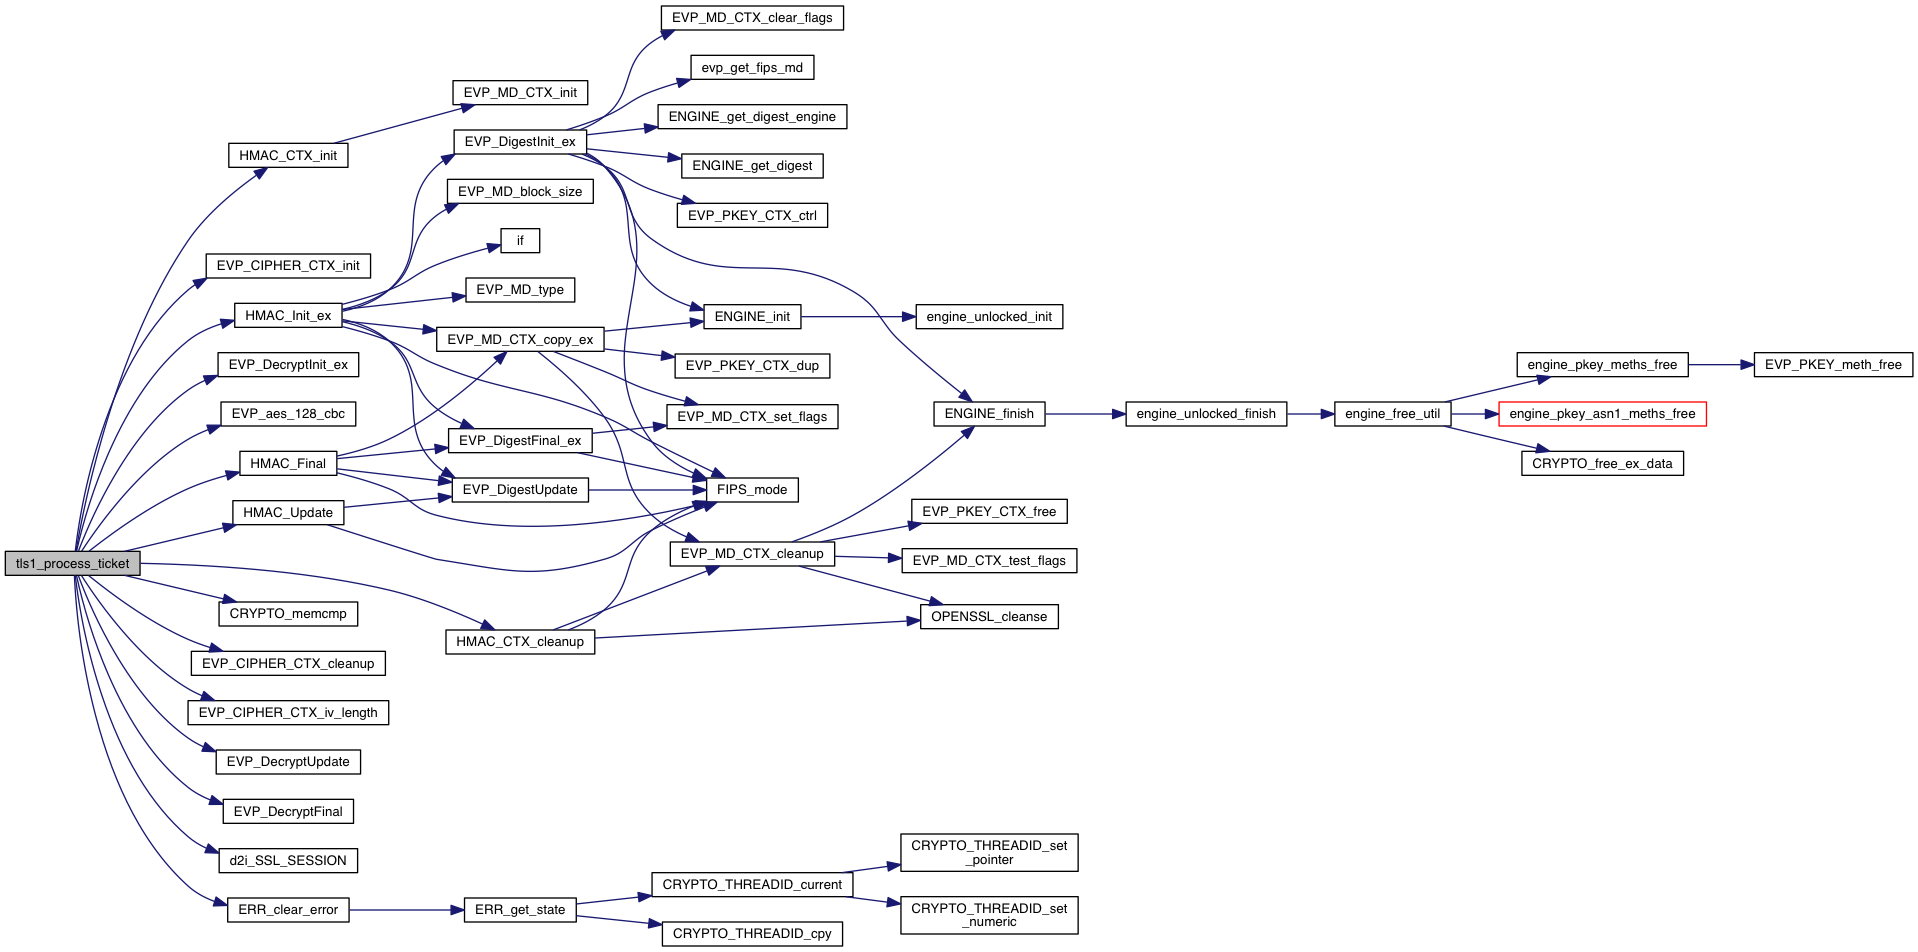 EVP_MD_CTX_clear_flags
evp_get_fips_md
EVP_MD_CTX_init
ENGINE_get_digest_engine
EVP_DigestInit_ex
HMAC_CTX_init
ENGINE_get_digest
EVP_MD_block_size
EVP_PKEY_CTX_ctrl
if
EVP_CIPHER_CTX_init
EVP_MD_type
HMAC_Init_ex
ENGINE_init
engine_unlocked_init
EVP_MD_CTX_copy_ex
EVP_DecryptInit_ex
EVP_PKEY_CTX_dup
engine_pkey_meths_free
EVP_PKEY_meth_free
EVP_aes_128_cbc
EVP_MD_CTX_set_flags
ENGINE_finish
engine_unlocked_finish
engine_free_util
engine_pkey_asn1_meths_free
EVP_DigestFinal_ex
HMAC_Final
CRYPTO_free_ex_data
EVP_DigestUpdate
FIPS_mode
HMAC_Update
EVP_PKEY_CTX_free
EVP_MD_CTX_cleanup
tls1_process_ticket
EVP_MD_CTX_test_flags
CRYPTO_memcmp
OPENSSL_cleanse
HMAC_CTX_cleanup
EVP_CIPHER_CTX_cleanup
EVP_CIPHER_CTX_iv_length
EVP_DecryptUpdate
EVP_DecryptFinal
d2i_SSL_SESSION
CRYPTO_THREADID_set
_pointer
CRYPTO_THREADID_current
ERR_clear_error
ERR_get_state
CRYPTO_THREADID_set
_numeric
CRYPTO_THREADID_cpy